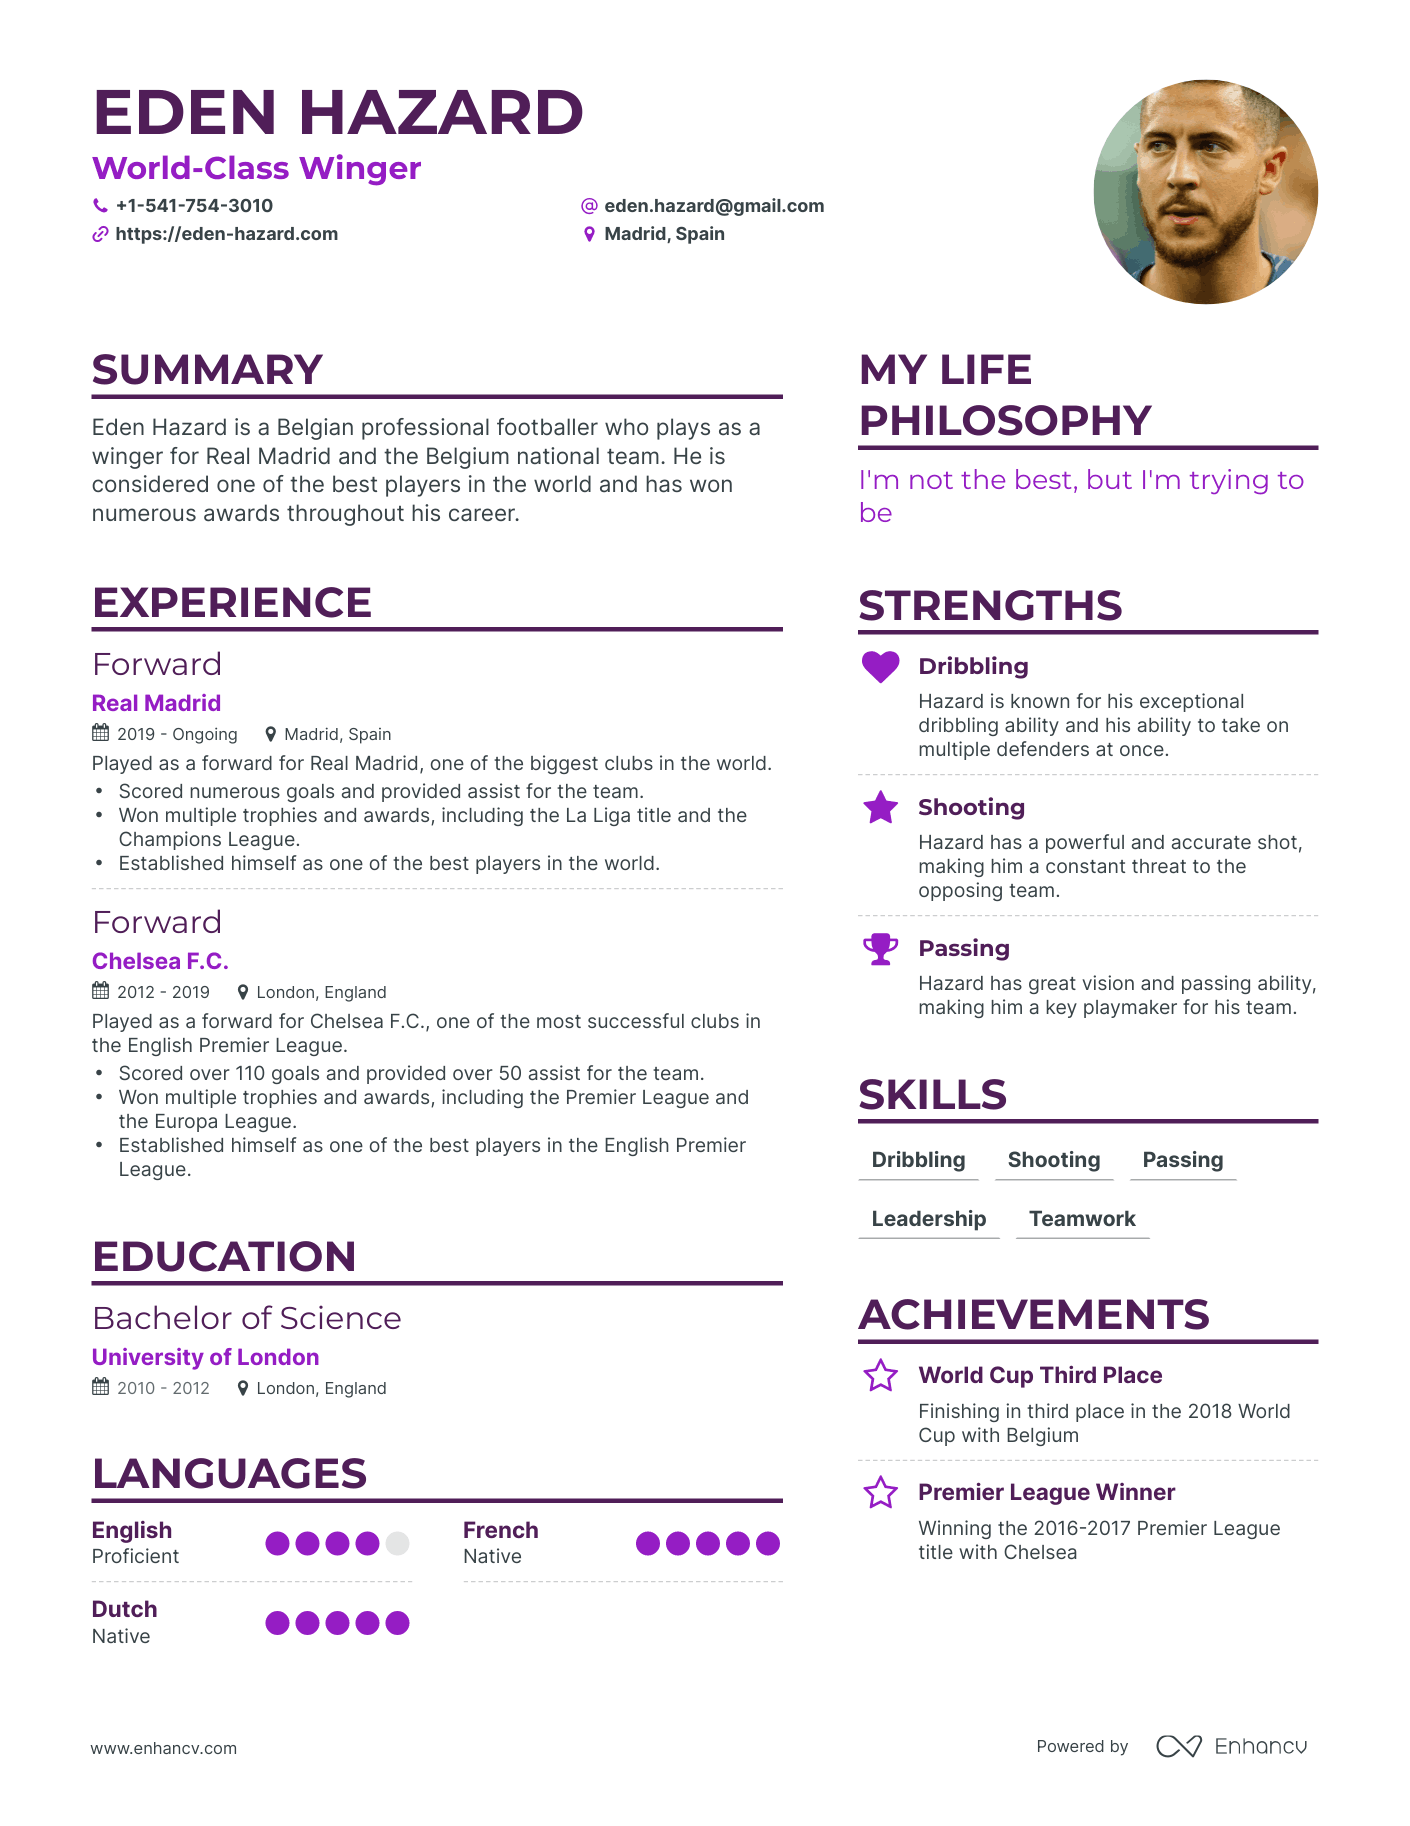 EDEN HAZARD
World-Class Winger
+1-541-754-3010
eden.hazard@gmail.com
https://eden-hazard.com
Madrid, Spain
SUMMARY
Eden Hazard is a Belgian professional footballer who plays as a
winger for Real Madrid and the Belgium national team. He is
considered one of the best players in the world and has won
numerous awards throughout his career.
EXPERIENCE
Forward
Real Madrid
2019 - Ongoing
Madrid, Spain
Played as a forward for Real Madrid, one of the biggest clubs in the world.
• Scored numerous goals and provided assist for the team.
• Won multiple trophies and awards, including the La Liga title and the
Champions League.
• Established himself as one of the best players in the world.
Forward
Chelsea F.C.
2012 - 2019
London, England
Played as a forward for Chelsea F.C., one of the most successful clubs in
the English Premier League.
• Scored over 110 goals and provided over 50 assist for the team.
• Won multiple trophies and awards, including the Premier League and
the Europa League.
• Established himself as one of the best players in the English Premier
League.
EDUCATION
Bachelor of Science
University of London
2010 - 2012
London, England
LANGUAGES
English
Proficient
French
Native
Dutch
Native
MY LIFE
PHILOSOPHY
I'm not the best, but I'm trying to
be
STRENGTHS
Dribbling
Hazard is known for his exceptional
dribbling ability and his ability to take on
multiple defenders at once.
Shooting
Hazard has a powerful and accurate shot,
making him a constant threat to the
opposing team.
Passing
Hazard has great vision and passing ability,
making him a key playmaker for his team.
SKILLS
Dribbling Shooting Passing
Leadership Teamwork
ACHIEVEMENTS
World Cup Third Place
Finishing in third place in the 2018 World
Cup with Belgium
Premier League Winner
Winning the 2016-2017 Premier League
title with Chelsea
www.enhancv.com
Powered by Enhancv